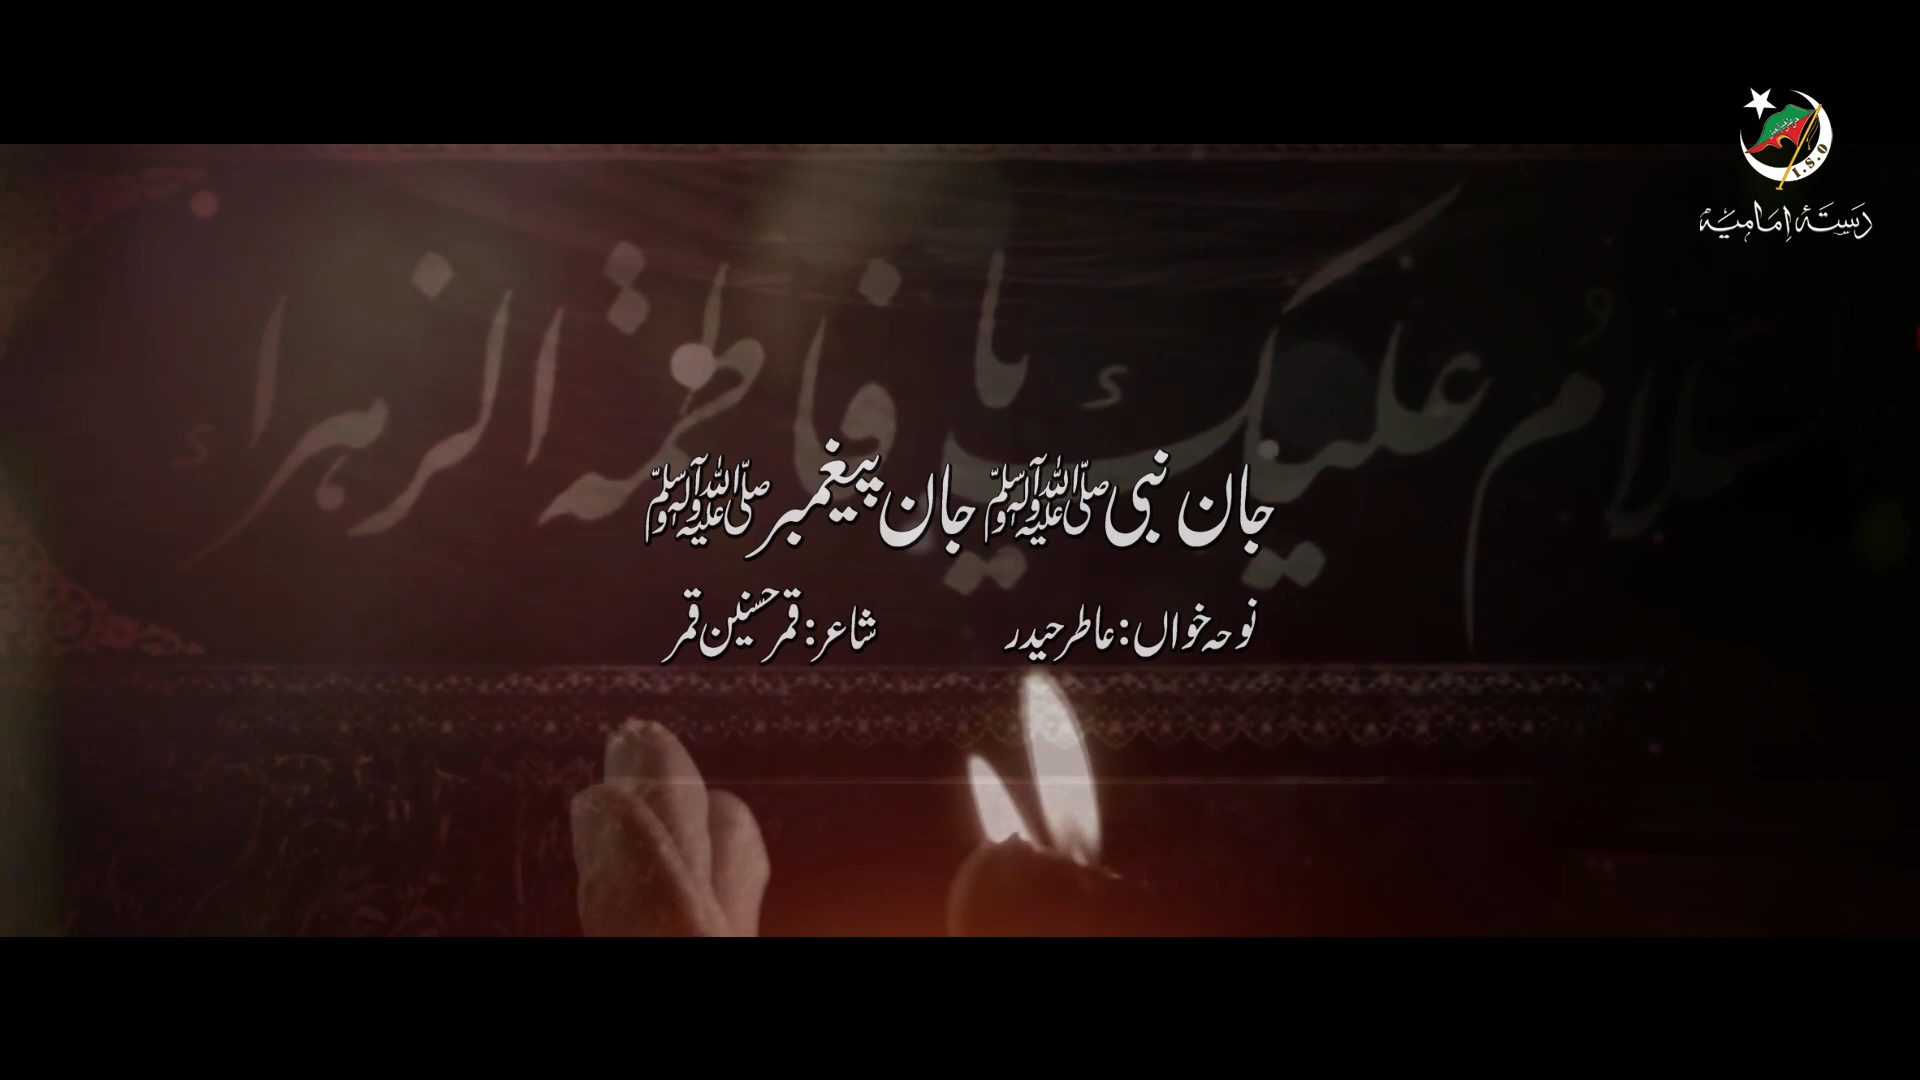 I.S.O
دستۂ امامیہ
السلامُ علیک یا فاطمۃ الزہراء
جان نبی ﷺ جان پیغمبر ﷺ
نوحہ خواں: عاطر حیدر
شاعر: قمر حسنین قمر